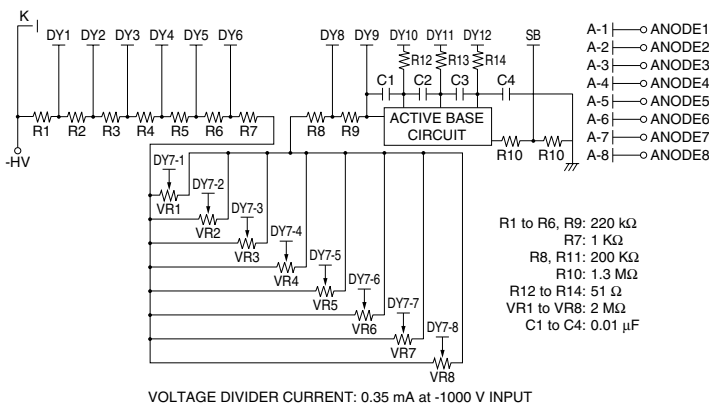 K
DY1 DY2 DY3 DY4 DY5 DY6 DY8 DY9 DY10 DY11 DY12 SB
R12 R13 R14
C1 C2 C3 C4
R1 R2 R3 R4 R5 R6 R7 R8 R9
ACTIVE BASE
CIRCUIT
R10 R10
-HV
A-1 ANODE1
A-2 ANODE2
A-3 ANODE3
A-4 ANODE4
A-5 ANODE5
A-6 ANODE6
A-7 ANODE7
A-8 ANODE8
DY7-1
VR1
DY7-2
VR2
DY7-3
VR3
DY7-4
VR4
DY7-5
VR5
DY7-6
VR6
DY7-7
VR7
DY7-8
VR8
R1 to R6, R9: 220 kΩ
R7: 1 KΩ
R8, R11: 200 KΩ
R10: 1.3 MΩ
R12 to R14: 51 Ω
VR1 to VR8: 2 MΩ
C1 to C4: 0.01 µF
VOLTAGE DIVIDER CURRENT: 0.35 mA at -1000 V INPUT